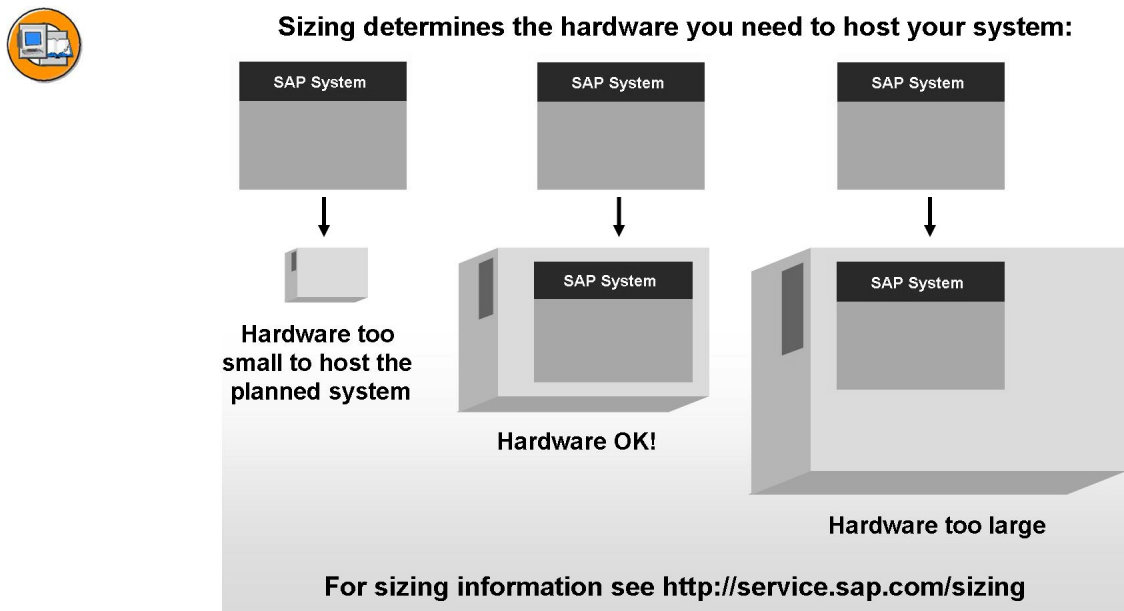 Sizing determines the hardware you need to host your system:
SAP System
SAP System
SAP System
Hardware too
small to host the
planned system
SAP System
Hardware OK!
SAP System
Hardware too large
For sizing information see http://service.sap.com/sizing